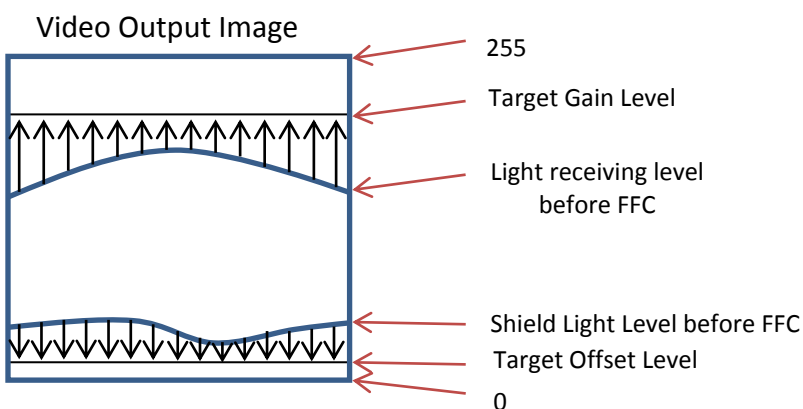 Video Output Image
255
Target Gain Level
Light receiving level
before FFC
Shield Light Level before FFC
Target Offset Level
0